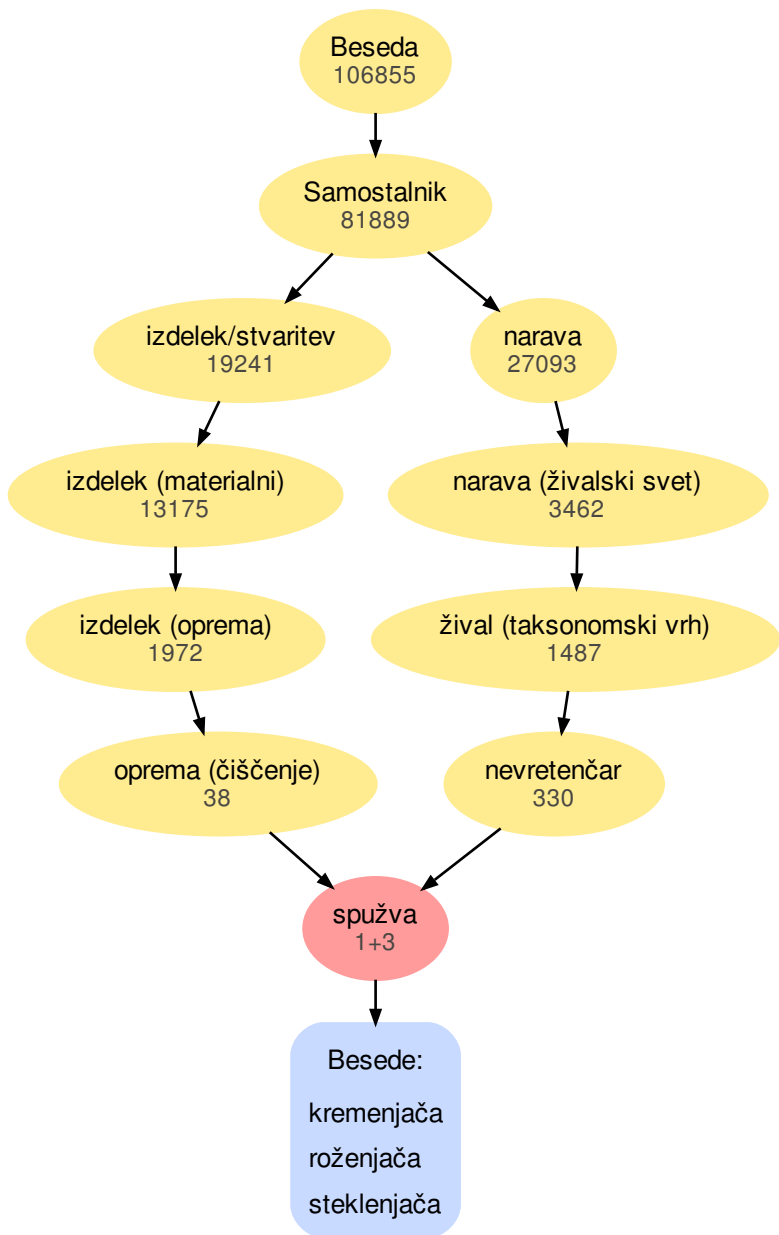 Beseda
106855
Samostalnik
81889
izdelek/stvaritev
19241
narava
27093
izdelek (materialni)
13175
narava (živalski svet)
3462
izdelek (oprema)
1972
žival (taksonomski vrh)
1487
oprema (čiščenje)
38
nevretenčar
330
spužva
1+3
Besede:
kremenjača
roženjača
steklenjača